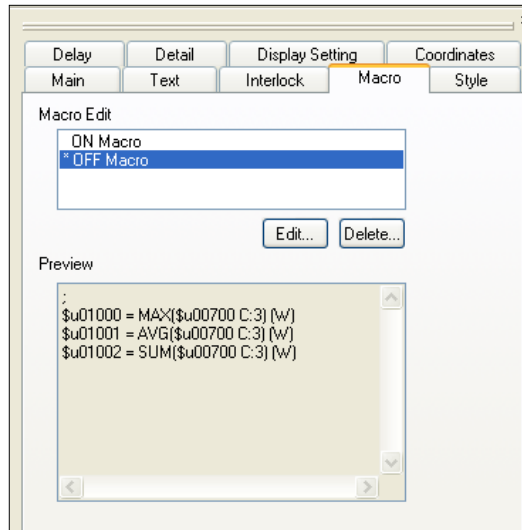 Delay Detail Display Setting Coordinates
Main Text Interlock Macro Style
Macro Edit
ON Macro
* OFF Macro
Edit... Delete...
Preview
;
$u01000 = MAX($u00700 C:3) (W)
$u01001 = AVG($u00700 C:3) (W)
$u01002 = SUM($u00700 C:3) (W)